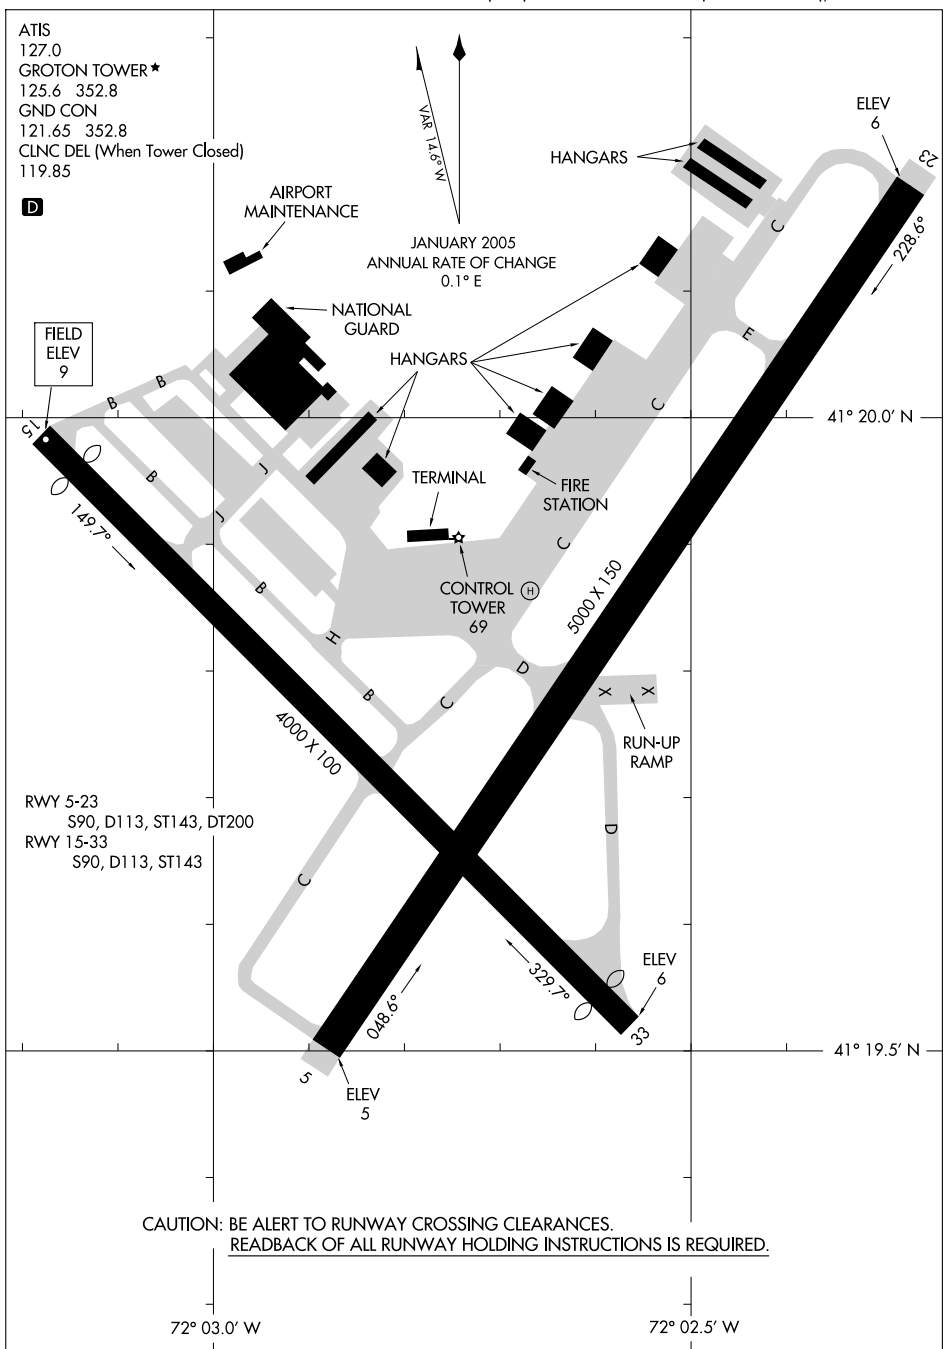 ATIS
127.0
GROTON TOWER★
125.6 352.8
GND CON
121.65 352.8
CLNC DEL (When Tower Closed)
119.85
D
VAR 14.6° W
JANUARY 2005
ANNUAL RATE OF CHANGE
0.1° E
AIRPORT
MAINTENANCE
NATIONAL
GUARD
HANGARS
ELEV
6
23
228.6°
C
E
FIELD
ELEV
9
HANGARS
B
B
C
41° 20.0' N
15
B
J
J
TERMINAL
FIRE
STATION
149.7°
C
B
CONTROL
TOWER
69
H
5000 X 150
H
D
B
C
X
X
RUN-UP
RAMP
4000 X 100
RWY 5-23
S90, D113, ST143, DT200
RWY 15-33
S90, D113, ST143
D
C
329.7°
ELEV
6
048.6°
33
41° 19.5' N
5
ELEV
5
CAUTION: BE ALERT TO RUNWAY CROSSING CLEARANCES.
READBACK OF ALL RUNWAY HOLDING INSTRUCTIONS IS REQUIRED.
72° 03.0' W
72° 02.5' W